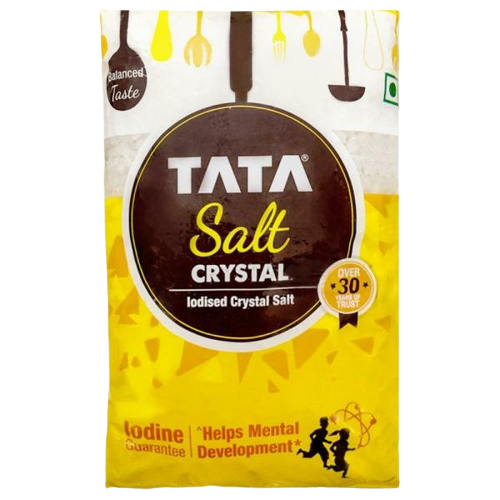 Balanced
Taste
TATA®
Salt
CRYSTAL
Iodised Crystal Salt
OVER
30
YEARS OF
TRUST
Iodine
Guarantee
^Helps Mental
Development*